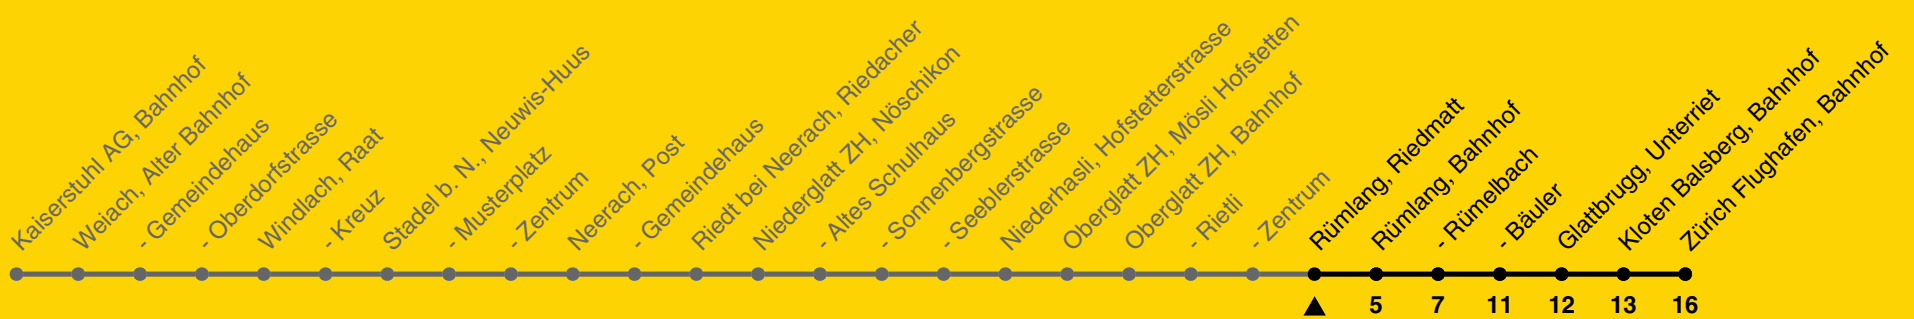 Kaiserstuhl AG, Bahnhof
Weiach, Alter Bahnhof
- Gemeindehaus
- Oberdorfstrasse
Windlach, Raat
- Kreuz
Stadel b. N., Neuwis-Huus
- Musterplatz
- Zentrum
Neerach, Post
- Gemeindehaus
Riedt bei Neerach, Riedacher
Niederglatt ZH, Nöschikon
- Altes Schulhaus
- Sonnenbergstrasse
- Seeblerstrasse
Niederhasli, Hofstetterstrasse
Oberglatt ZH, Mösli Hofstetten
Oberglatt ZH, Bahnhof
- Rietli
- Zentrum
Rümlang, Riedmatt
Rümlang, Bahnhof
- Rümelbach
- Bäuler
Glattbrugg, Unterriet
Kloten Balsberg, Bahnhof
Zürich Flughafen, Bahnhof
5 7 11 12 13 16